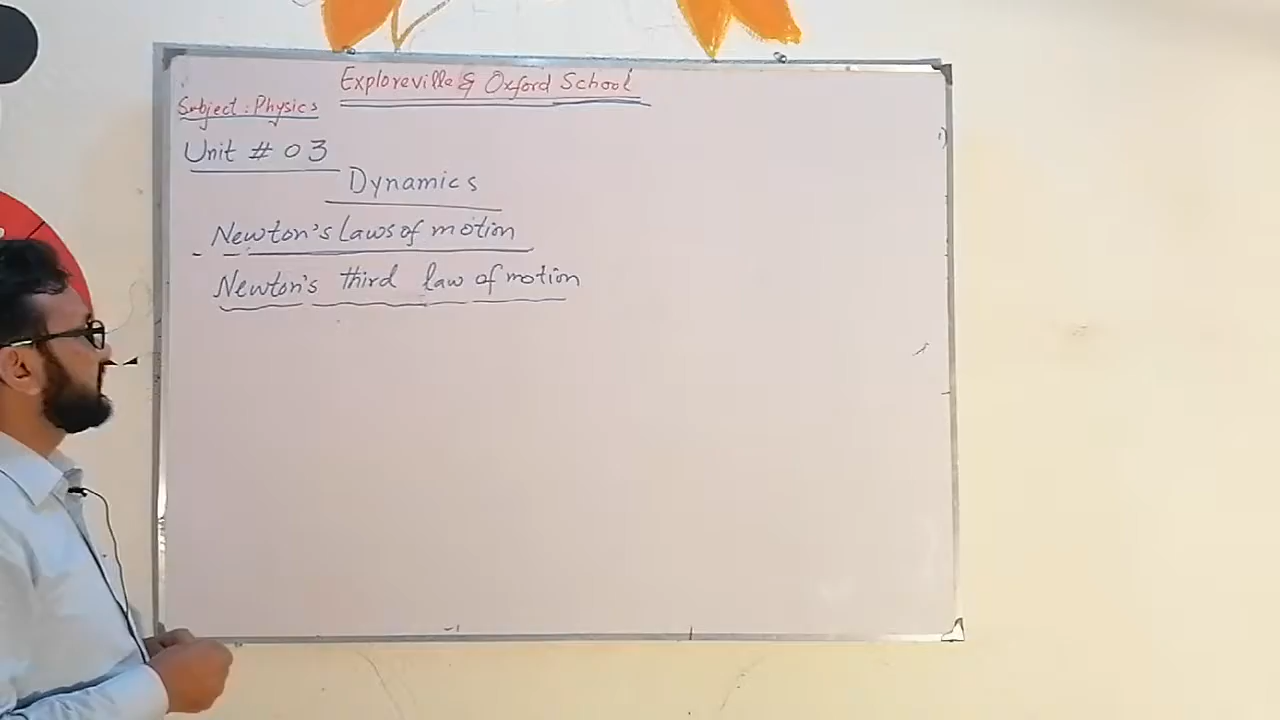 Exploreville & Oxford School
Subject : Physics
Unit # 03
Dynamics
Newton's Laws of motion
Newton's third law of motion